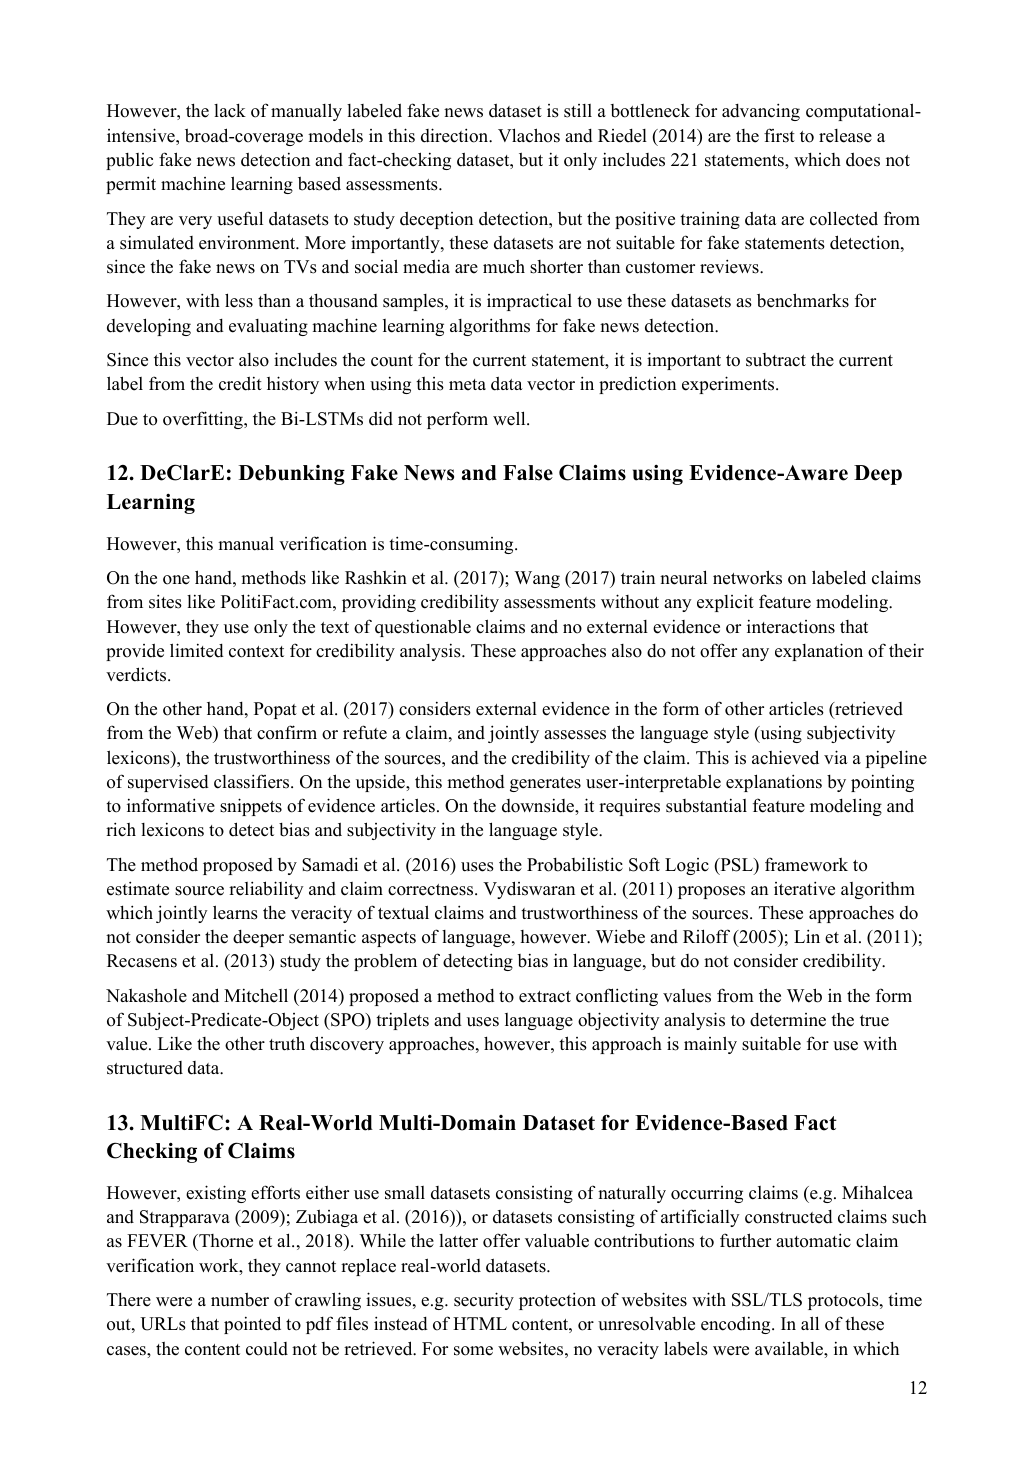 However, the lack of manually labeled fake news dataset is still a bottleneck for advancing computational-
intensive, broad-coverage models in this direction. Vlachos and Riedel (2014) are the first to release a
public fake news detection and fact-checking dataset, but it only includes 221 statements, which does not
permit machine learning based assessments.
They are very useful datasets to study deception detection, but the positive training data are collected from
a simulated environment. More importantly, these datasets are not suitable for fake statements detection,
since the fake news on TVs and social media are much shorter than customer reviews.
However, with less than a thousand samples, it is impractical to use these datasets as benchmarks for
developing and evaluating machine learning algorithms for fake news detection.
Since this vector also includes the count for the current statement, it is important to subtract the current
label from the credit history when using this meta data vector in prediction experiments.
Due to overfitting, the Bi-LSTMs did not perform well.
12. DeClarE: Debunking Fake News and False Claims using Evidence-Aware Deep
Learning
However, this manual verification is time-consuming.
On the one hand, methods like Rashkin et al. (2017); Wang (2017) train neural networks on labeled claims
from sites like PolitiFact.com, providing credibility assessments without any explicit feature modeling.
However, they use only the text of questionable claims and no external evidence or interactions that
provide limited context for credibility analysis. These approaches also do not offer any explanation of their
verdicts.
On the other hand, Popat et al. (2017) considers external evidence in the form of other articles (retrieved
from the Web) that confirm or refute a claim, and jointly assesses the language style (using subjectivity
lexicons), the trustworthiness of the sources, and the credibility of the claim. This is achieved via a pipeline
of supervised classifiers. On the upside, this method generates user-interpretable explanations by pointing
to informative snippets of evidence articles. On the downside, it requires substantial feature modeling and
rich lexicons to detect bias and subjectivity in the language style.
The method proposed by Samadi et al. (2016) uses the Probabilistic Soft Logic (PSL) framework to
estimate source reliability and claim correctness. Vydiswaran et al. (2011) proposes an iterative algorithm
which jointly learns the veracity of textual claims and trustworthiness of the sources. These approaches do
not consider the deeper semantic aspects of language, however. Wiebe and Riloff (2005); Lin et al. (2011);
Recasens et al. (2013) study the problem of detecting bias in language, but do not consider credibility.
Nakashole and Mitchell (2014) proposed a method to extract conflicting values from the Web in the form
of Subject-Predicate-Object (SPO) triplets and uses language objectivity analysis to determine the true
value. Like the other truth discovery approaches, however, this approach is mainly suitable for use with
structured data.
13. MultiFC: A Real-World Multi-Domain Dataset for Evidence-Based Fact
Checking of Claims
However, existing efforts either use small datasets consisting of naturally occurring claims (e.g. Mihalcea
and Strapparava (2009); Zubiaga et al. (2016)), or datasets consisting of artificially constructed claims such
as FEVER (Thorne et al., 2018). While the latter offer valuable contributions to further automatic claim
verification work, they cannot replace real-world datasets.
There were a number of crawling issues, e.g. security protection of websites with SSL/TLS protocols, time
out, URLs that pointed to pdf files instead of HTML content, or unresolvable encoding. In all of these
cases, the content could not be retrieved. For some websites, no veracity labels were available, in which
12